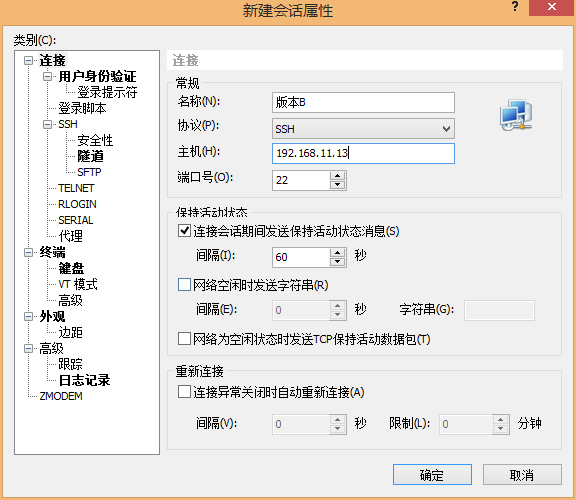 新建会话属性
?
类别(C):
连接
用户身份验证
登录提示符
登录脚本
SSH
安全性
隧道
SFTP
TELNET
RLOGIN
SERIAL
代理
终端
键盘
VT 模式
高级
外观
边距
高级
跟踪
日志记录
ZMODEM
连接
常规
名称(N): 版本B
协议(P): SSH
主机(H): 192.168.11.13
端口号(O): 22
保持活动状态
连接会话期间发送保持活动状态消息(S)
间隔(I): 60 秒
网络空闲时发送字符串(R)
间隔(E): 0 秒 字符串(G):
网络为空闲状态时发送TCP保持活动数据包(T)
重新连接
连接异常关闭时自动重新连接(A)
间隔(V): 0 秒 限制(L): 0 分钟
确定 取消